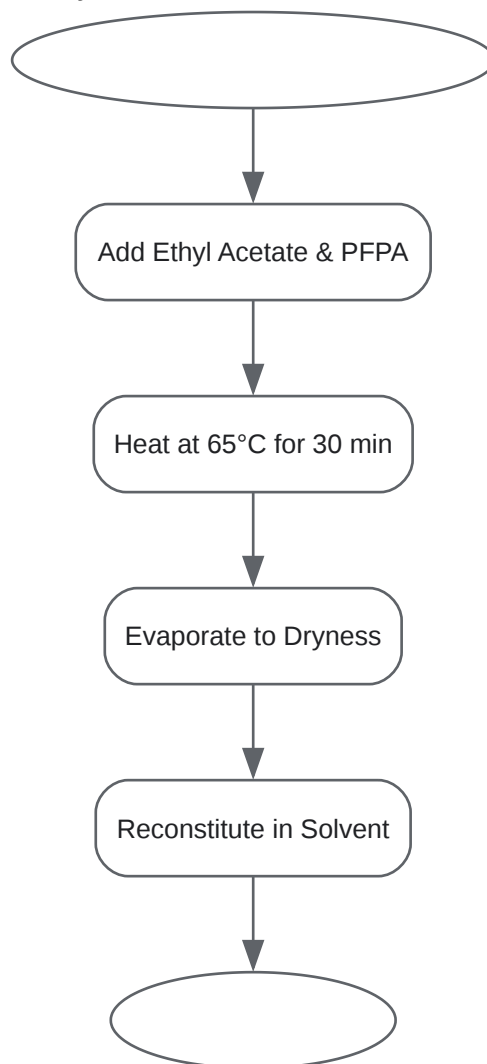 Add Ethyl Acetate & PFPA
Heat at 65°C for 30 min
Evaporate to Dryness
Reconstitute in Solvent